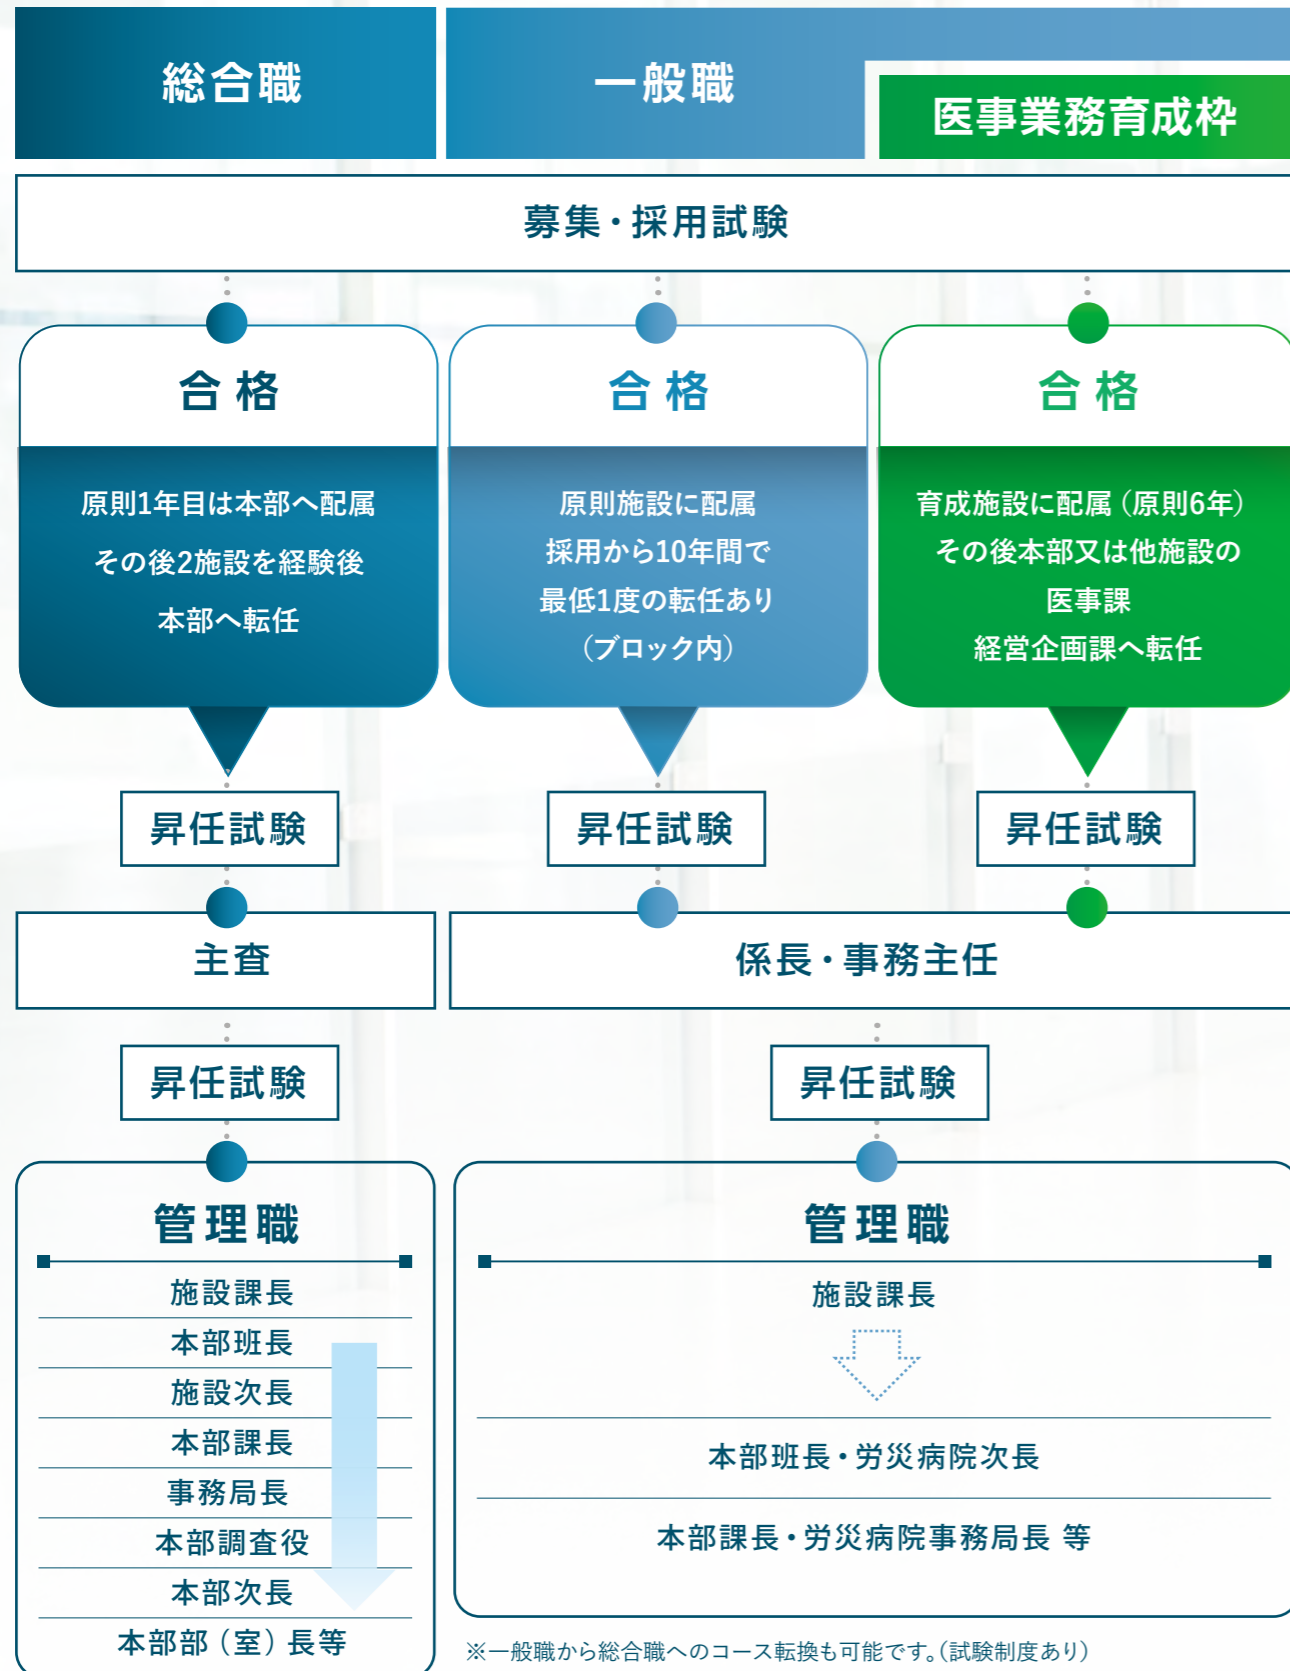 総合職
一般職
医事業務育成枠
募集・採用試験
合格
原則1年目は本部へ配属
その後2施設を経験後
本部へ転任
合格
原則施設に配属
採用から10年間で
最低1度の転任あり
（ブロック内）
合格
育成施設に配属（原則6年）
その後本部又は他施設の
医事課
経営企画課へ転任
昇任試験
昇任試験
昇任試験
主査
係長・事務主任
昇任試験
昇任試験
管理職
施設課長
本部班長
施設次長
本部課長
事務局長
本部調査役
本部次長
本部部（室）長等
管理職
施設課長
本部班長・労災病院次長
本部課長・労災病院事務局長 等
※一般職から総合職へのコース転換も可能です。（試験制度あり）